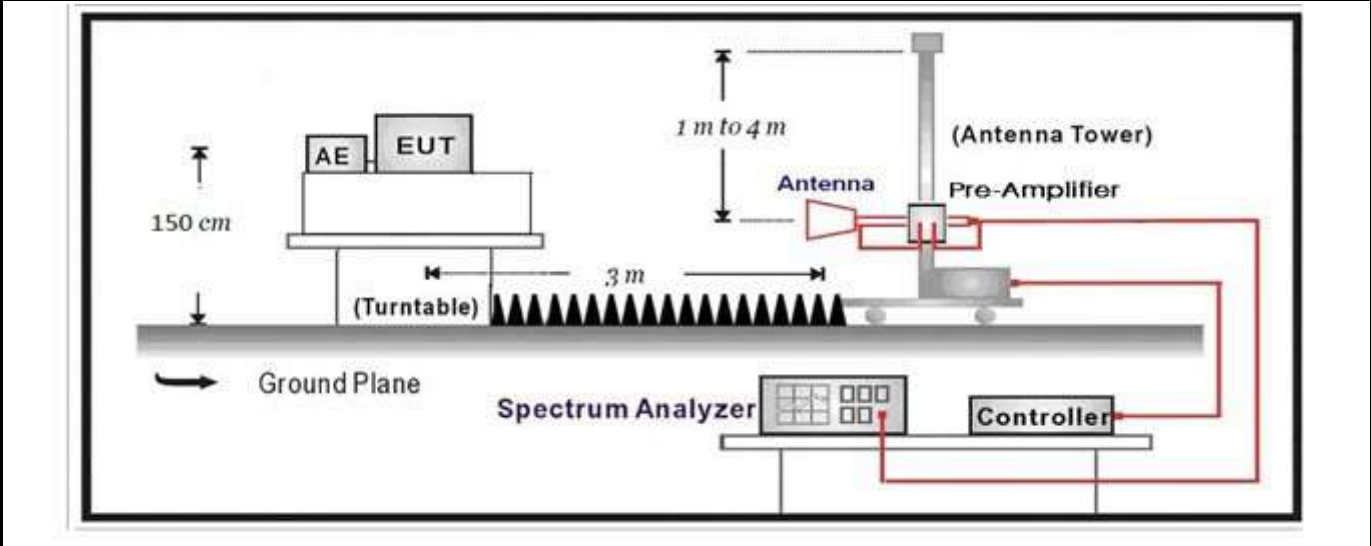 1 m to 4 m
(Antenna Tower)
AE
EUT
Antenna
Pre-Amplifier
150 cm
3 m
(Turntable)
Ground Plane
Spectrum Analyzer
Controller